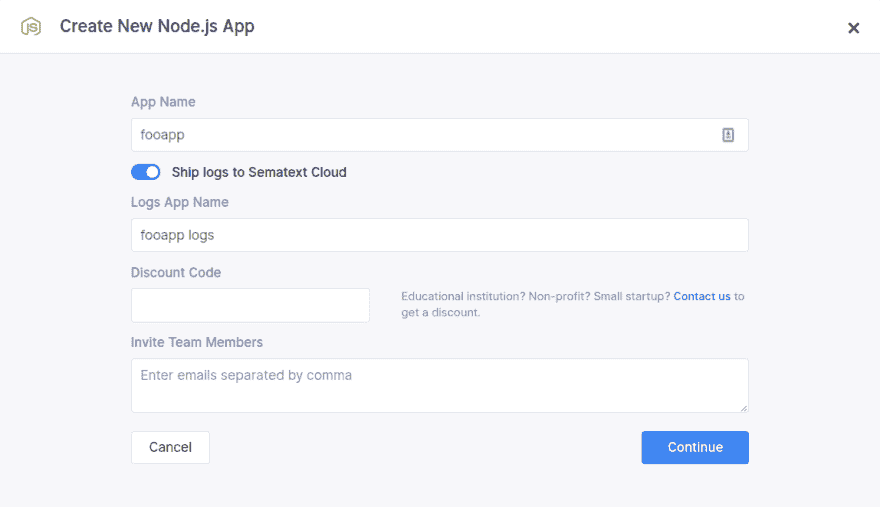 JS
Create New Node.js App
App Name
fooapp
Ship logs to Sematext Cloud
Logs App Name
fooapp logs
Discount Code
Educational institution? Non-profit? Small startup? Contact us to
get a discount.
Invite Team Members
Enter emails separated by comma
Cancel
Continue